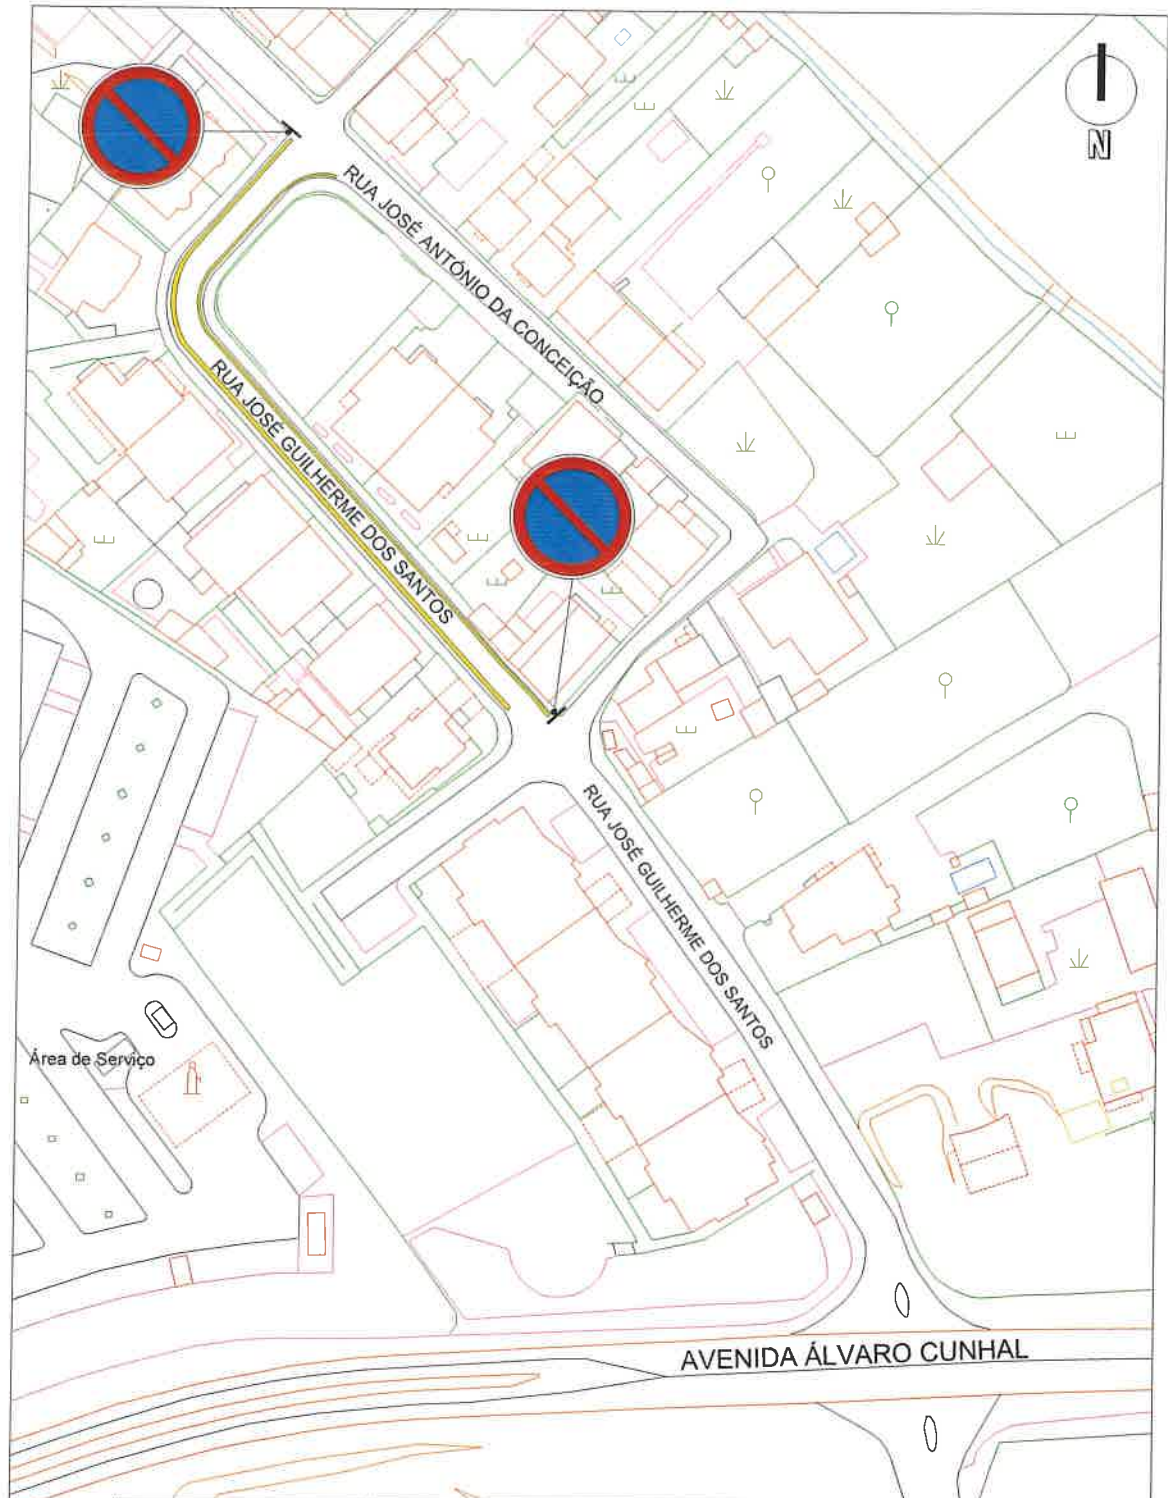 N
RUA JOSÉ ANTÓNIO DA CONCEIÇÃO
RUA JOSÉ GUILHERME DOS SANTOS
RUA JOSÉ GUILHERME DOS SANTOS
Área de Serviço
AVENIDA ÁLVARO CUNHAL